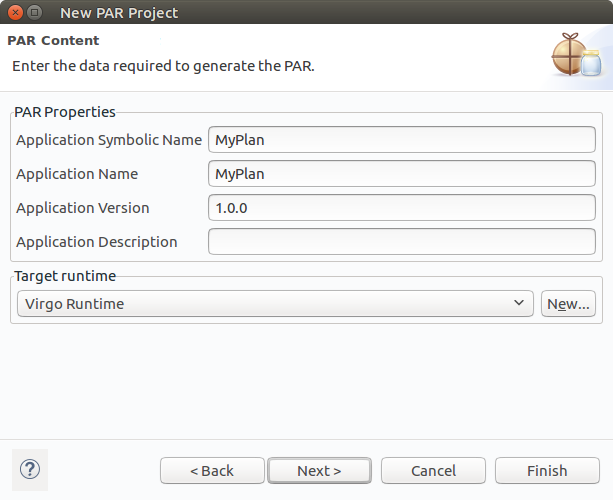 New PAR Project
PAR Content
Enter the data required to generate the PAR.
PAR Properties
Application Symbolic Name MyPlan
Application Name MyPlan
Application Version 1.0.0
Application Description
Target runtime
Virgo Runtime New...
? < Back Next > Cancel Finish